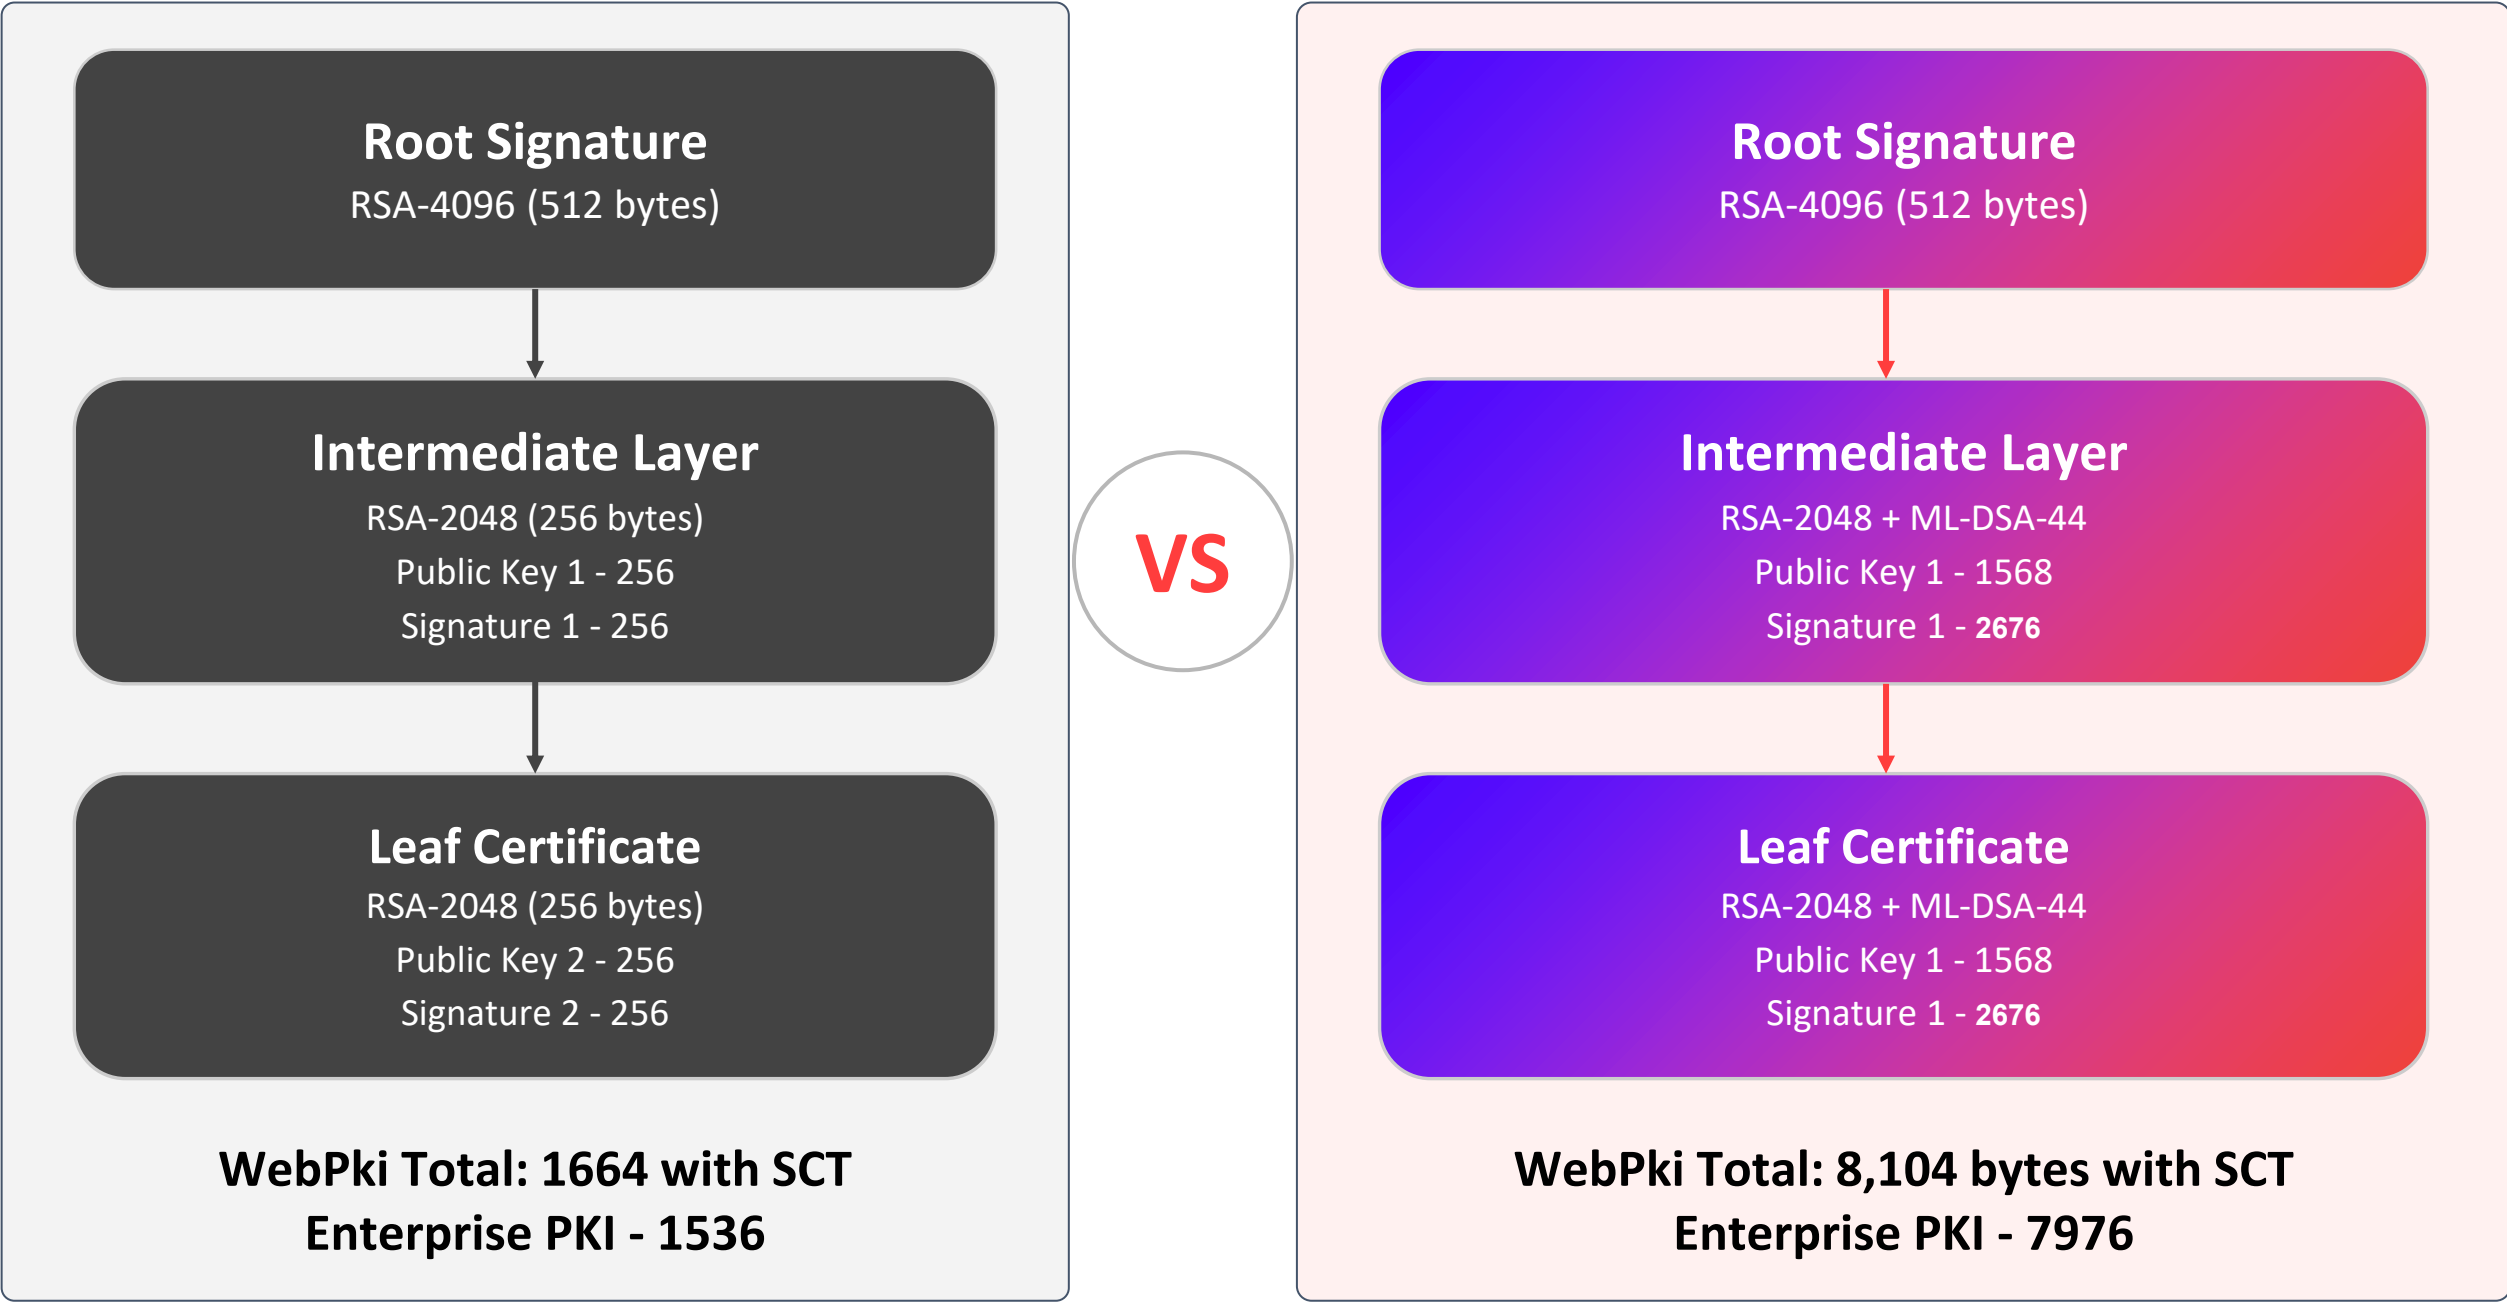 Root Signature
RSA-4096 (512 bytes)
Intermediate Layer
RSA-2048 (256 bytes)
Public Key 1 - 256
Signature 1 - 256
Leaf Certificate
RSA-2048 (256 bytes)
Public Key 2 - 256
Signature 2 - 256
WebPki Total: 1664 with SCT
Enterprise PKI - 1536
VS
Root Signature
RSA-4096 (512 bytes)
Intermediate Layer
RSA-2048 + ML-DSA-44
Public Key 1 - 1568
Signature 1 - 2676
Leaf Certificate
RSA-2048 + ML-DSA-44
Public Key 1 - 1568
Signature 1 - 2676
WebPki Total: 8,104 bytes with SCT
Enterprise PKI - 7976